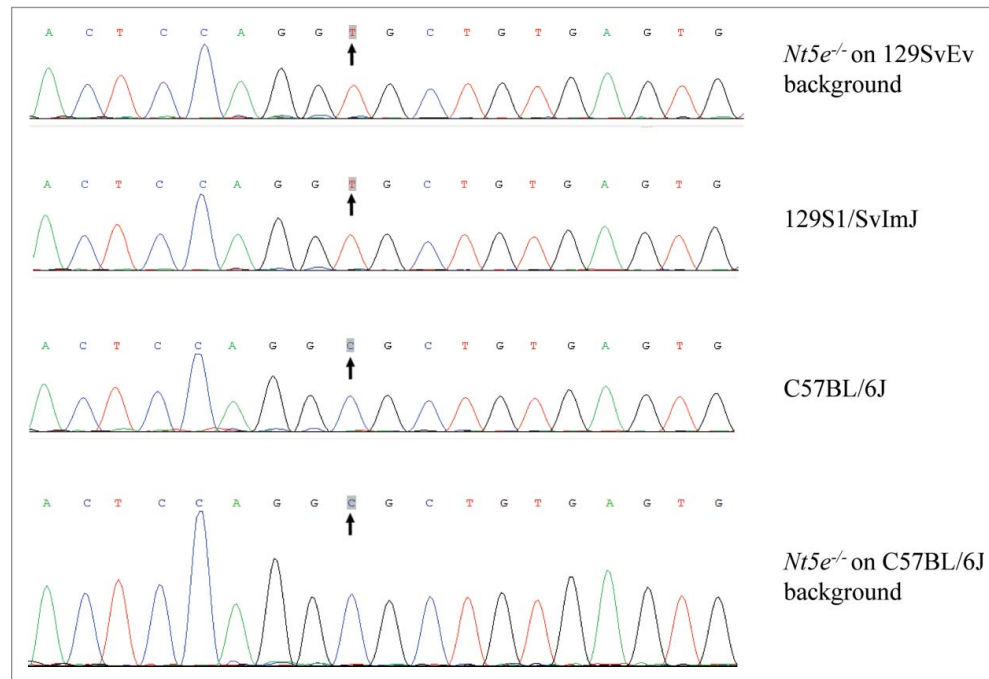 A C T C C A G G T G C T G T G A G T G
Nt5e-/- on 129SvEv
background
A C T C C A G G T G C T G T G A G T G
129S1/SvImJ
A C T C C A G G C G C T G T G A G T G
C57BL/6J
A C T C C A G G C G C T G T G A G T G
Nt5e-/- on C57BL/6J
background